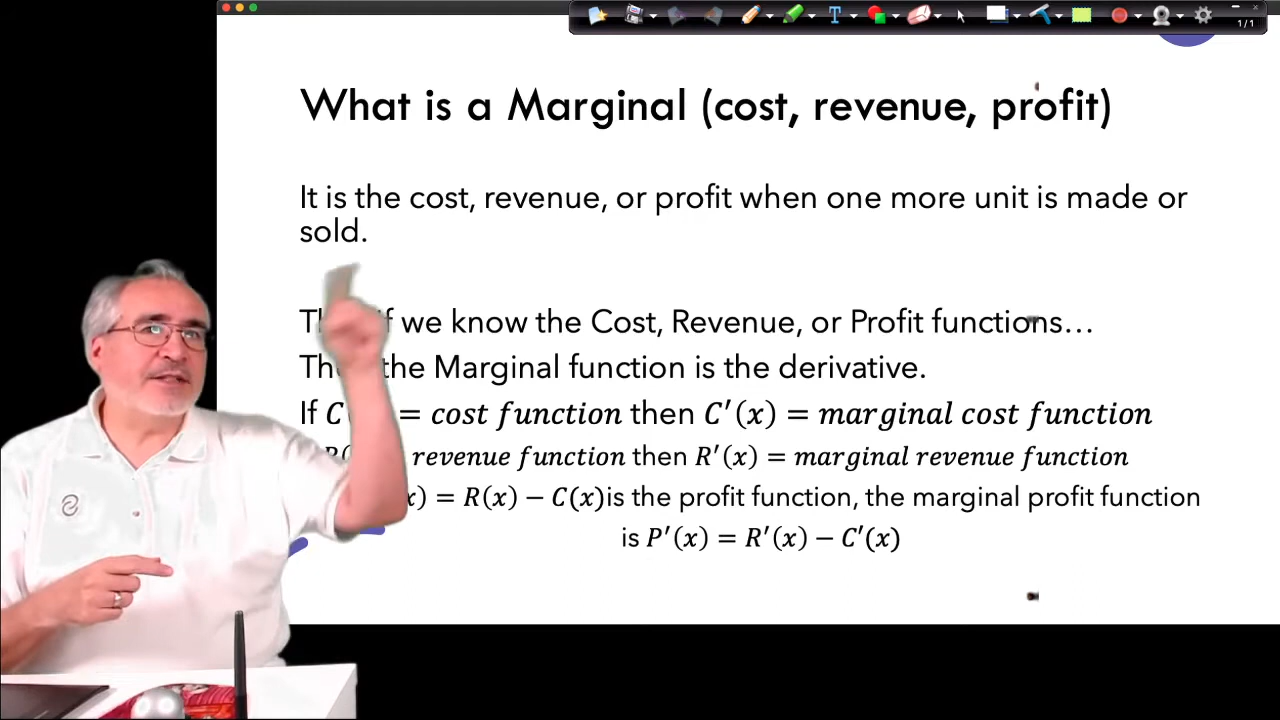 1/1
What is a Marginal (cost, revenue, profit)
It is the cost, revenue, or profit when one more unit is made or
sold.
if we know the Cost, Revenue, or Profit functions…
the Marginal function is the derivative.
If C = cost function then C′(x) = marginal cost function
R( revenue function then R′(x) = marginal revenue function
x) = R(x) − C(x)is the profit function, the marginal profit function
is P′(x) = R′(x) − C′(x)